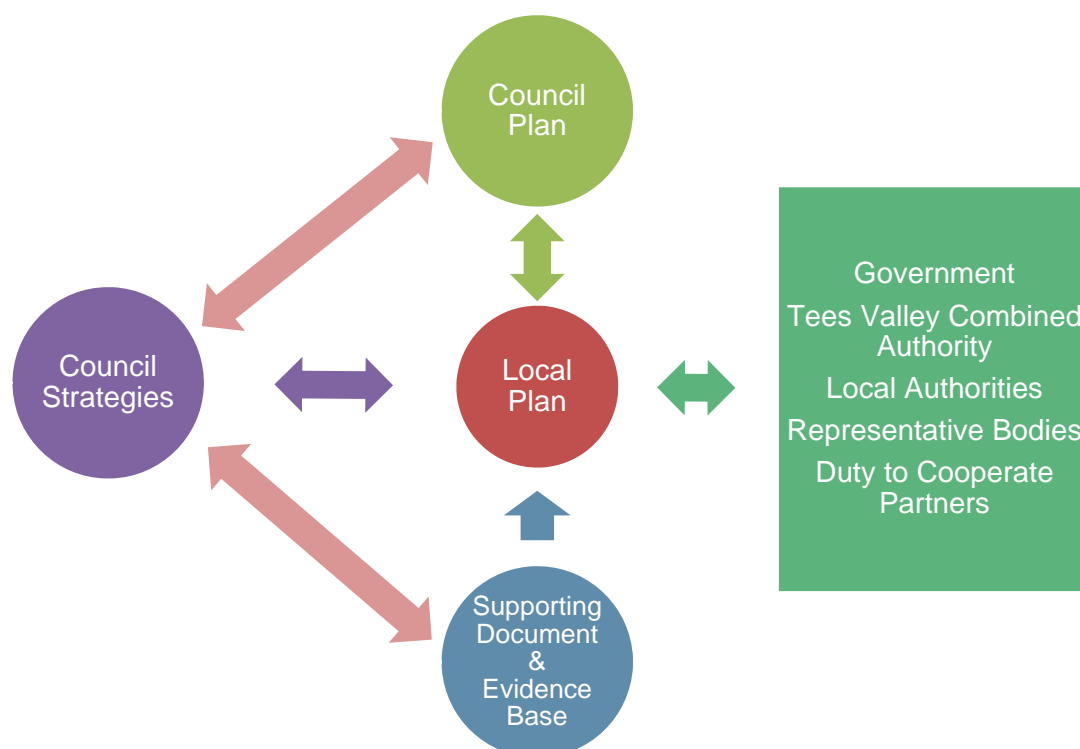 Council
Plan
Council
Strategies
Local
Plan
Government
Tees Valley Combined
Authority
Local Authorities
Representative Bodies
Duty to Cooperate
Partners
Supporting
Document
&
Evidence
Base